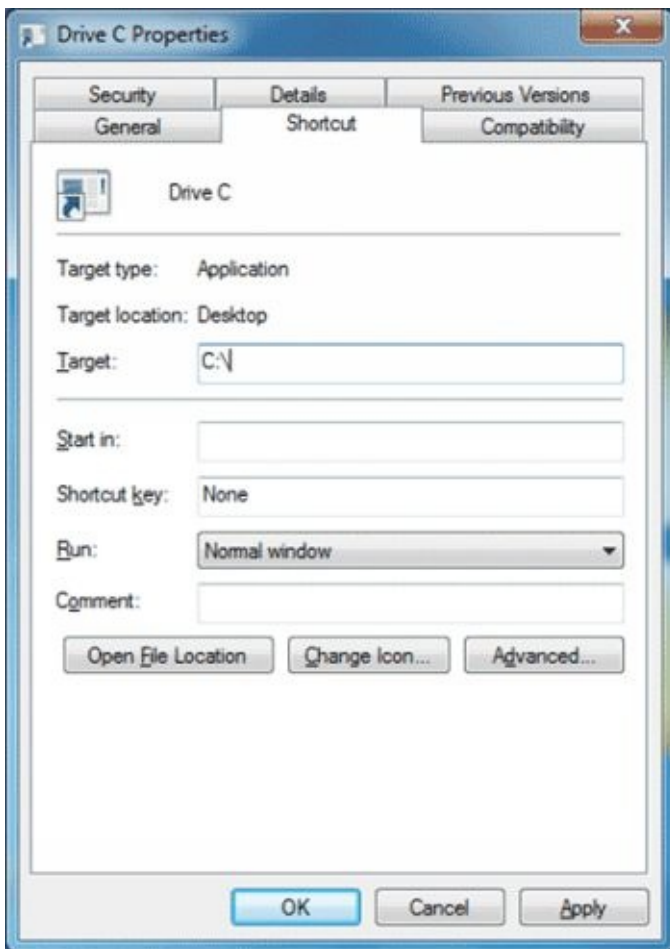 Drive C Properties
Security Details Previous Versions
General Shortcut Compatibility
Drive C
Target type: Application
Target location: Desktop
Target: C:\
Start in:
Shortcut key: None
Run: Normal window
Comment:
Open File Location Change Icon... Advanced...
OK Cancel Apply